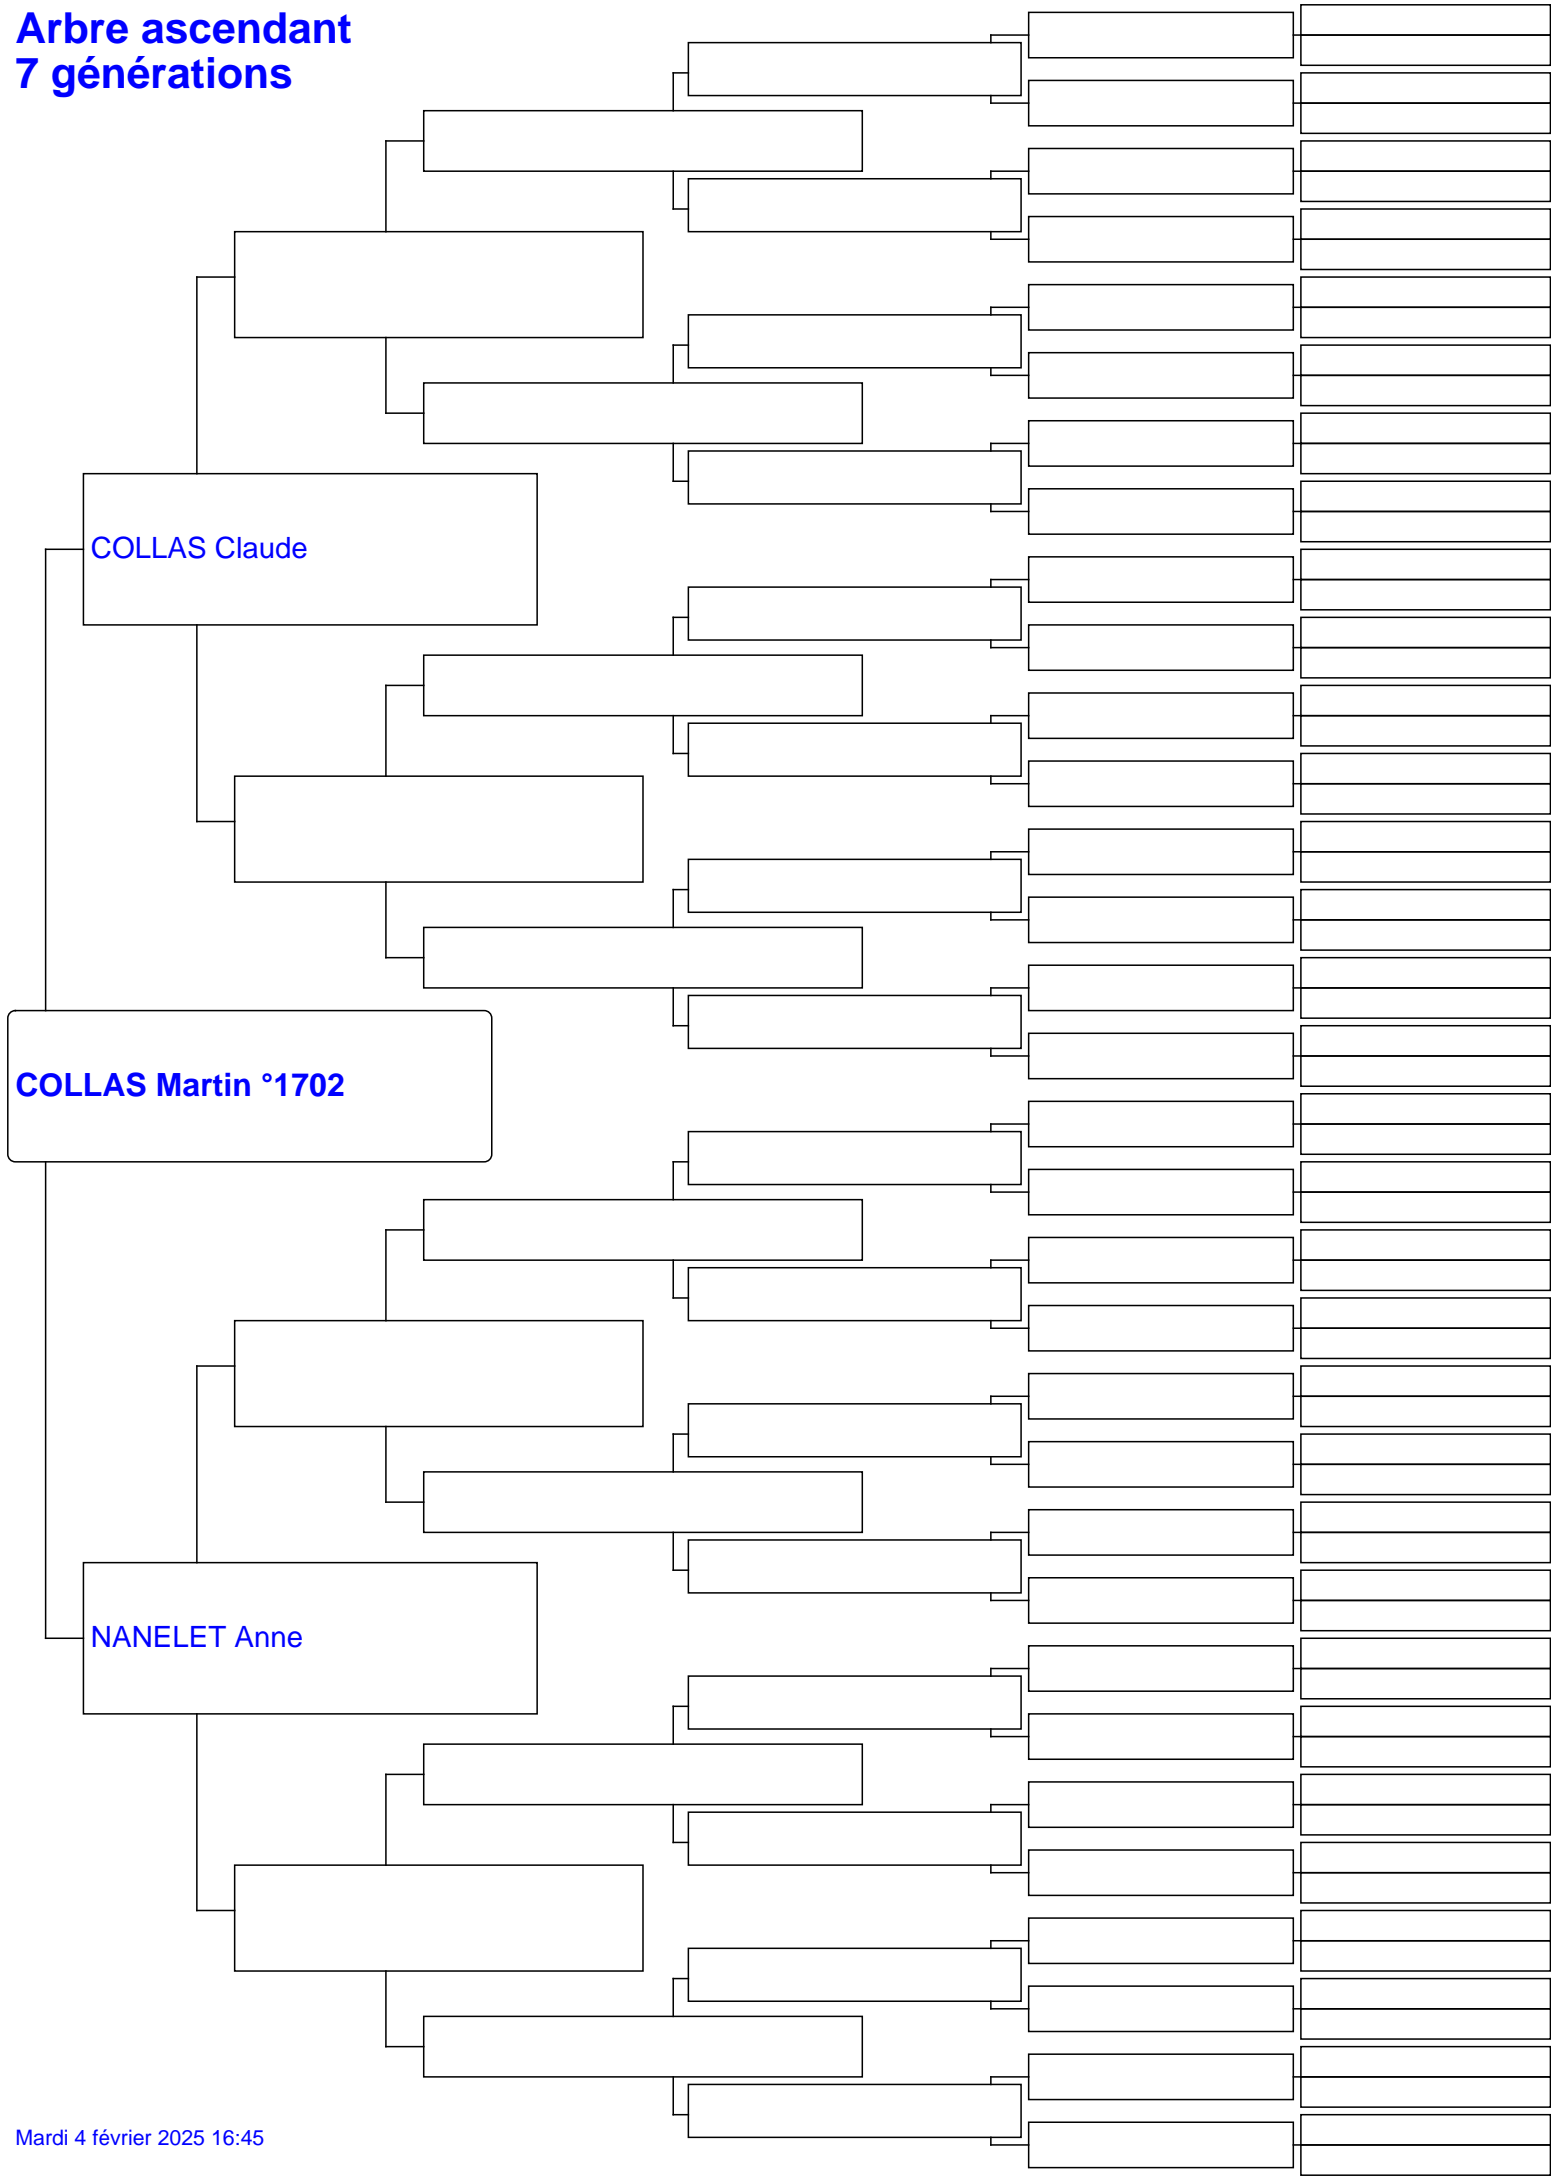 Arbre ascendant
7 générations
COLLAS Claude
COLLAS Martin °1702
NANELET Anne
Mardi 4 février 2025 16:45